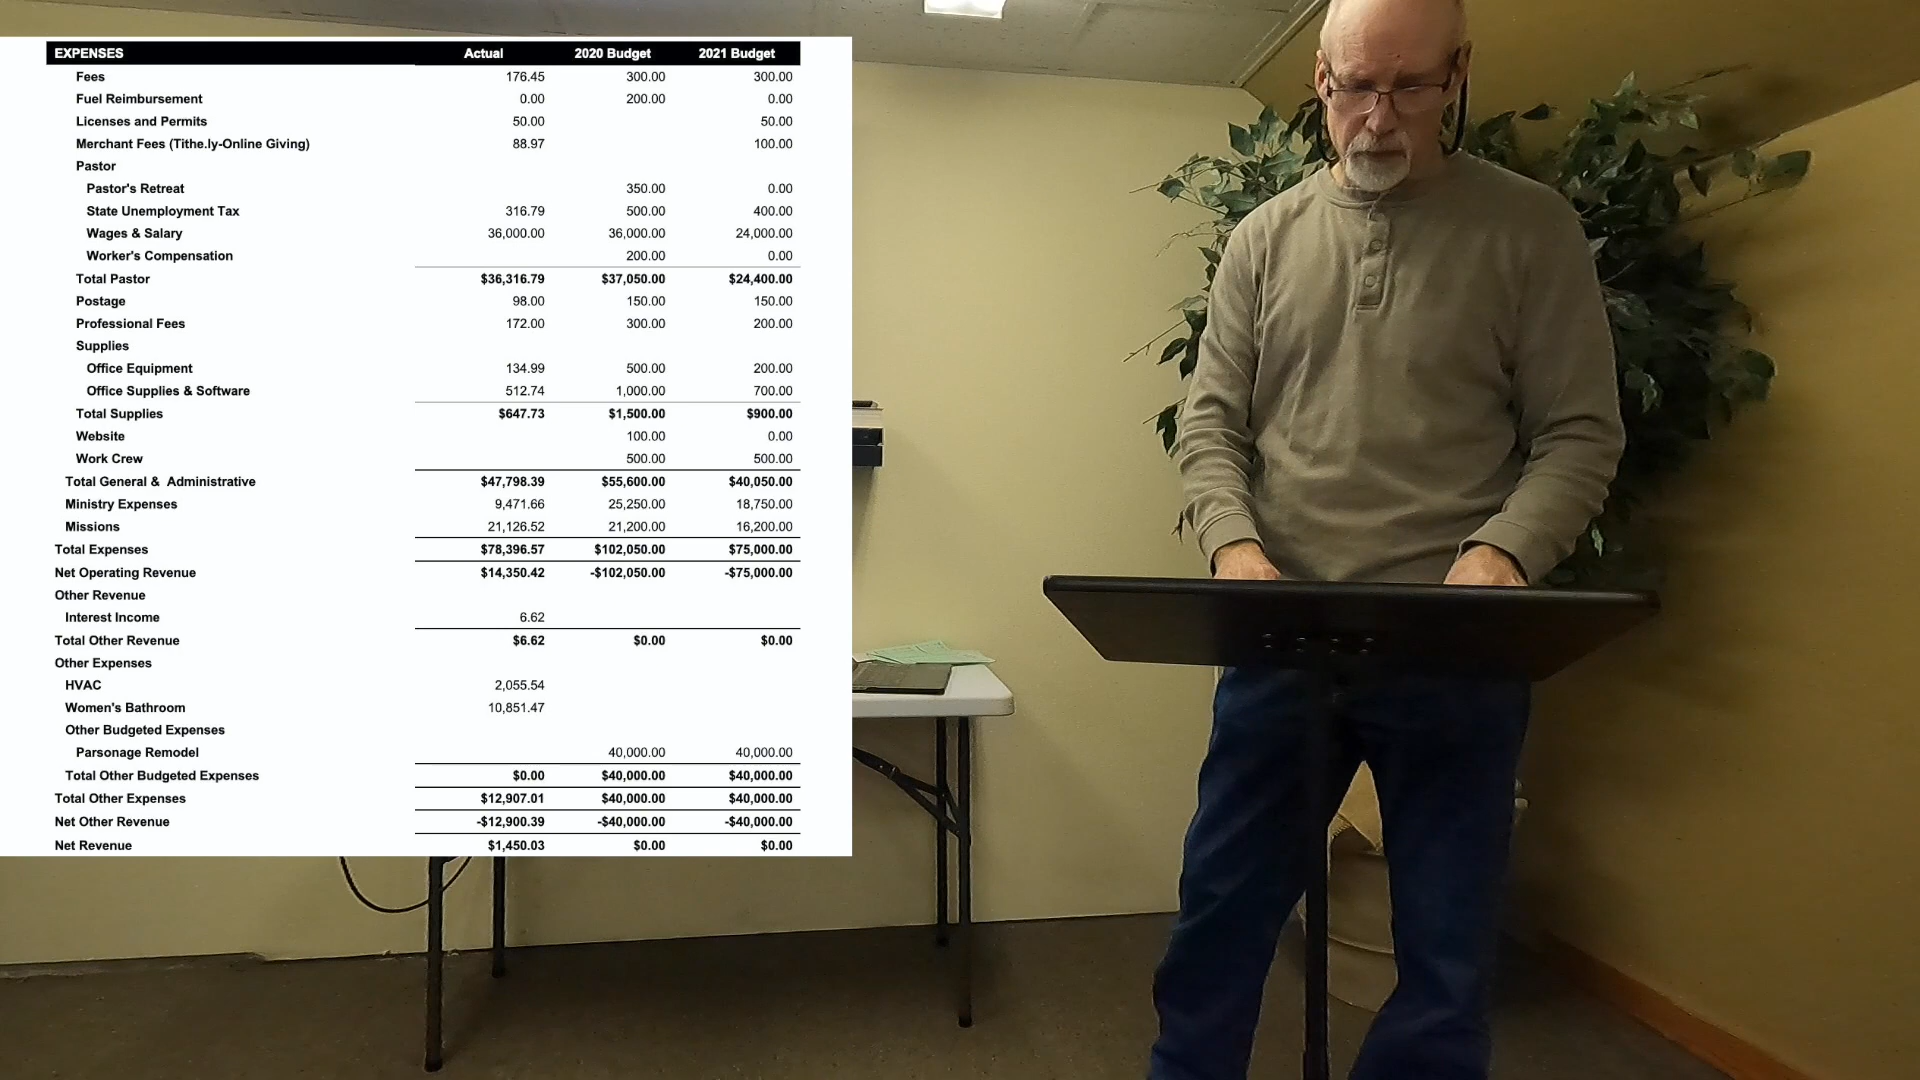 EXPENSES Actual 2020 Budget 2021 Budget
Fees 176.45 300.00 300.00
Fuel Reimbursement 0.00 200.00 0.00
Licenses and Permits 50.00 50.00
Merchant Fees (Tithe.ly-Online Giving) 88.97 100.00
Pastor
Pastor's Retreat 350.00 0.00
State Unemployment Tax 316.79 500.00 400.00
Wages & Salary 36,000.00 36,000.00 24,000.00
Worker's Compensation 200.00 0.00
Total Pastor $36,316.79 $37,050.00 $24,400.00
Postage 98.00 150.00 150.00
Professional Fees 172.00 300.00 200.00
Supplies
Office Equipment 134.99 500.00 200.00
Office Supplies & Software 512.74 1,000.00 700.00
Total Supplies $647.73 $1,500.00 $900.00
Website 100.00 0.00
Work Crew 500.00 500.00
Total General & Administrative $47,798.39 $55,600.00 $40,050.00
Ministry Expenses 9,471.66 25,250.00 18,750.00
Missions 21,126.52 21,200.00 16,200.00
Total Expenses $78,396.57 $102,050.00 $75,000.00
Net Operating Revenue $14,350.42 -$102,050.00 -$75,000.00
Other Revenue
Interest Income 6.62
Total Other Revenue $6.62 $0.00 $0.00
Other Expenses
HVAC 2,055.54
Women's Bathroom 10,851.47
Other Budgeted Expenses
Parsonage Remodel 40,000.00 40,000.00
Total Other Budgeted Expenses $0.00 $40,000.00 $40,000.00
Total Other Expenses $12,907.01 $40,000.00 $40,000.00
Net Other Revenue -$12,900.39 -$40,000.00 -$40,000.00
Net Revenue $1,450.03 $0.00 $0.00